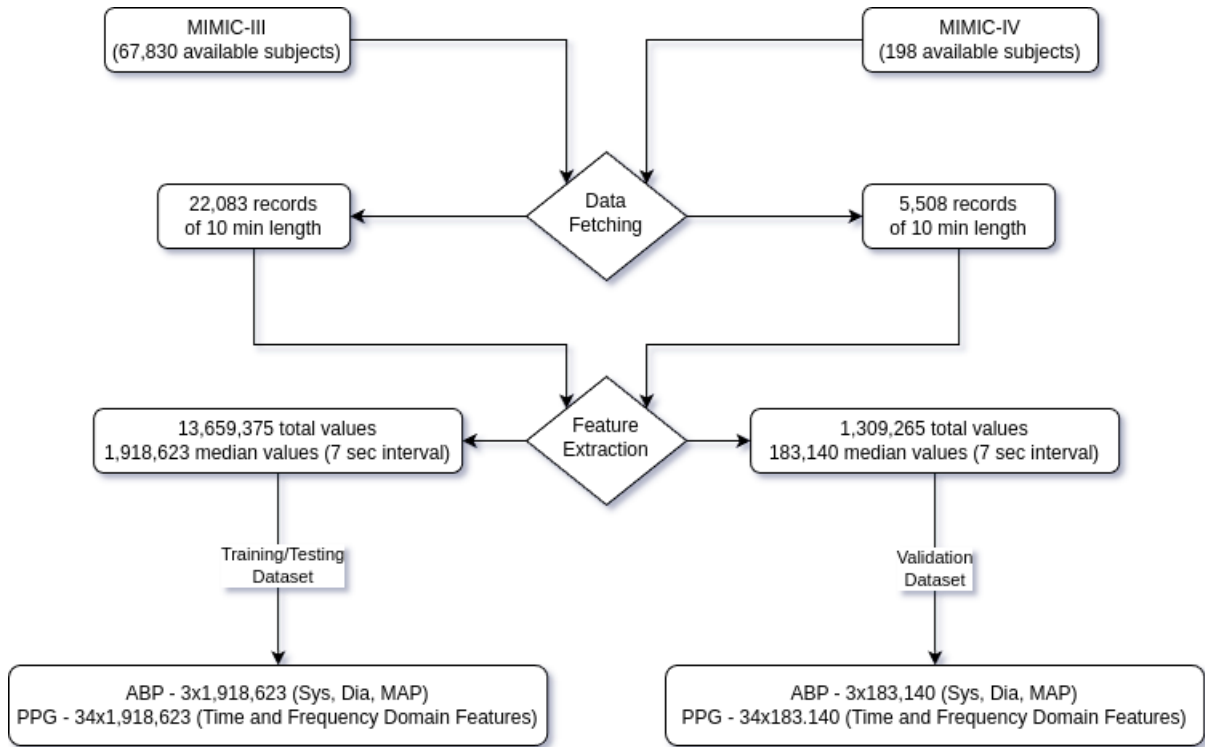 MIMIC-III
(67,830 available subjects)
MIMIC-IV
(198 available subjects)
Data
Fetching
22,083 records
of 10 min length
5,508 records
of 10 min length
Feature
Extraction
13,659,375 total values
1,918,623 median values (7 sec interval)
1,309,265 total values
183,140 median values (7 sec interval)
Training/Testing
Dataset
Validation
Dataset
ABP - 3x1,918,623 (Sys, Dia, MAP)
PPG - 34x1,918,623 (Time and Frequency Domain Features)
ABP - 3x183,140 (Sys, Dia, MAP)
PPG - 34x183.140 (Time and Frequency Domain Features)